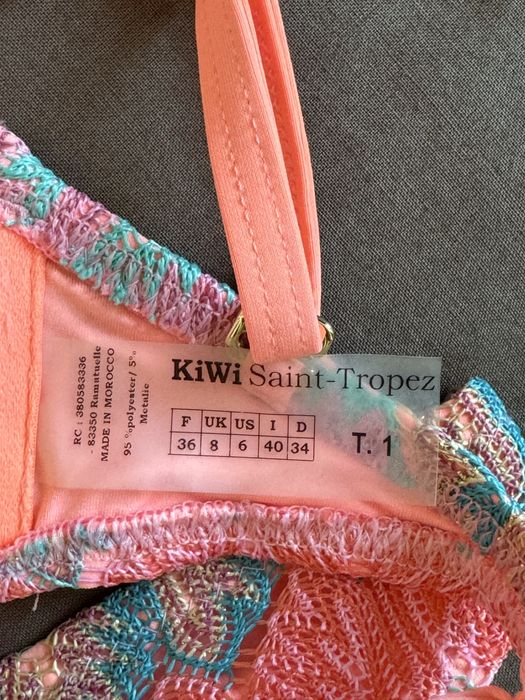 KiWi Saint-Tropez
F UK US I D
36 8 6 40 34
T. 1
RC : 380583336
- 83350 Ramatuelle
MADE IN MOROCCO
95 %polyester/ 5%
Metalic